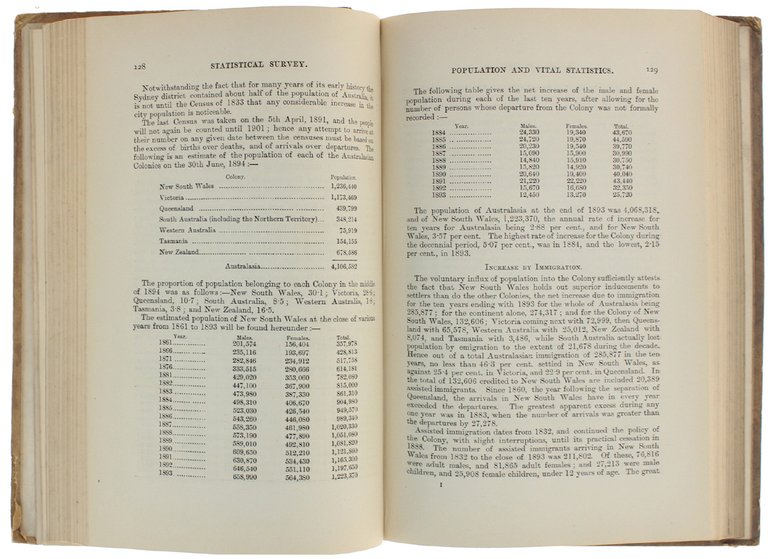 128 STATISTICAL SURVEY.
Notwithstanding the fact that for many years of its early history the
Sydney district contained about half of the population of Australia, it
is not until the Census of 1833 that any considerable increase in the
city population is noticeable.
The last Census was taken on the 5th April, 1891, and the people
will not again be counted until 1901; hence any attempt to arrive at
their number on any given date between the censuses must be based on
the excess of births over deaths, and of arrivals over departures. The
following is an estimate of the population of each of the Australasian
Colonies on the 30th June, 1894:—
Colony. Population.
New South Wales 1,236,440
Victoria 1,173,469
Queensland 439,799
South Australia (including the Northern Territory)... 348,214
Western Australia 75,919
Tasmania 154,155
New Zealand
Australasia 4,106,592
The proportion of population belonging to each Colony in the middle
of 1894 was as follows:—New South Wales, 30·1; Victoria, 28·6;
Queensland, 10·7; South Australia, 8·5; Western Australia, 1·8;
Tasmania, 3·8; and New Zealand, 16·5.
The estimated population of New South Wales at the close of various
years from 1861 to 1893 will be found hereunder:—
Year. Males. Females. Total.
1861 201,574 156,404 357,978
1866 235,116 193,697 428,813
1871 282,846 234,912 517,758
1876 333,515 280,666 614,181
1881 429,020 353,060 782,080
1882 447,100 367,900 815,000
1883 473,980 387,330 861,310
1884 498,310 406,670 904,980
1885 523,030 426,540 949,570
1886 543,260 446,080 989,340
1887 558,350 461,980 1,020,330
1888 573,190 477,890 1,051,080
1889 589,010 492,810 1,081,820
1890 609,650 512,210 1,121,860
1891 630,870 534,430 1,165,300
1892 646,540 551,110 1,197,650
1893 658,990 564,380 1,223,370
POPULATION AND VITAL STATISTICS. 129
The following table gives the net increase of the male and female
population during each of the last ten years, after allowing for the
number of persons whose departure from the Colony was not formally
recorded:—
Year. Males. Females. Total.
1884 24,330 19,340 43,670
1885 24,720 19,870 44,590
1886 20,230 19,540 39,770
1887 15,090 15,900 30,990
1888 14,840 15,910 30,750
1889 15,820 14,920 30,740
1890 20,640 19,400 40,040
1891 21,220 22,220 43,440
1892 15,670 16,680 32,350
1893 12,450 13,270 25,720
The population of Australasia at the end of 1893 was 4,068,318,
and of New South Wales, 1,223,370, the annual rate of increase for
ten years for Australasia being 2·88 per cent., and for New South
Wales, 3·57 per cent. The highest rate of increase for the Colony during
the decennial period, 5·07 per cent., was in 1884, and the lowest, 2·15
per cent., in 1893.
INCREASE BY IMMIGRATION.
The voluntary influx of population into the Colony sufficiently attests
the fact that New South Wales holds out superior inducements to
settlers than do the other Colonies, the net increase due to immigration
for the ten years ending with 1893 for the whole of Australasia being
285,877; for the continent alone, 274,317; and for the Colony of New
South Wales, 132,606; Victoria coming next with 72,999, then Queens-
land with 65,578, Western Australia with 25,012, New Zealand with
8,074, and Tasmania with 3,486, while South Australia actually lost
population by emigration to the extent of 21,678 during the decade.
Hence out of a total Australasian immigration of 285,877 in the ten
years, no less than 46·3 per cent. settled in New South Wales, as
against 25·4 per cent. in Victoria, and 22·9 per cent. in Queensland. In
the total of 132,606 credited to New South Wales are included 20,389
assisted immigrants. Since 1860, the year following the separation of
Queensland, the arrivals in New South Wales have in every year
exceeded the departures. The greatest apparent excess during any
one year was in 1883, when the number of arrivals was greater than
the departures by 27,278.
Assisted immigration dates from 1832, and continued the policy of
the Colony, with slight interruptions, until its practical cessation in
1888. The number of assisted immigrants arriving in New South
Wales from 1832 to the close of 1893 was 211,802. Of these, 76,816
were adult males, and 81,865 adult females; and 27,213 were male
children, and 25,908 female children, under 12 years of age. The great
I